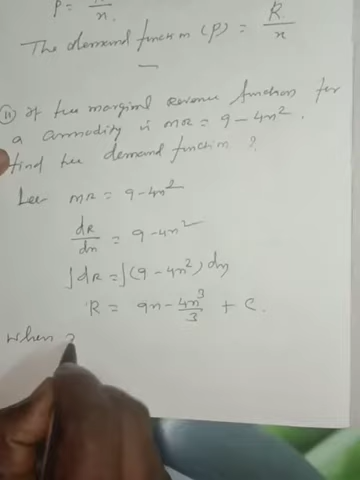 P = R/x.
The demand function (P) = R/x
(11) If the marginal revenue function for
a commodity is MR = 9 - 4x².
find the demand function?
Let MR = 9 - 4x²
dR/dx = 9 - 4x²
∫dR = ∫(9 - 4x²) dx
R = 9x - 4x³/3 + C.
When